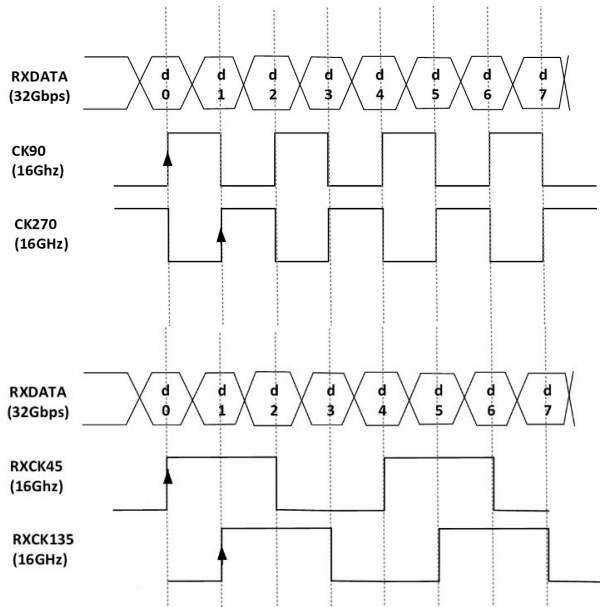 RXDATA
(32Gbps)
d d d d d d d d
0 1 2 3 4 5 6 7
CK90
(16Ghz)
CK270
(16GHz)
RXDATA
(32Gbps)
d d d d d d d d
0 1 2 3 4 5 6 7
RXCK45
(16Ghz)
RXCK135
(16GHz)